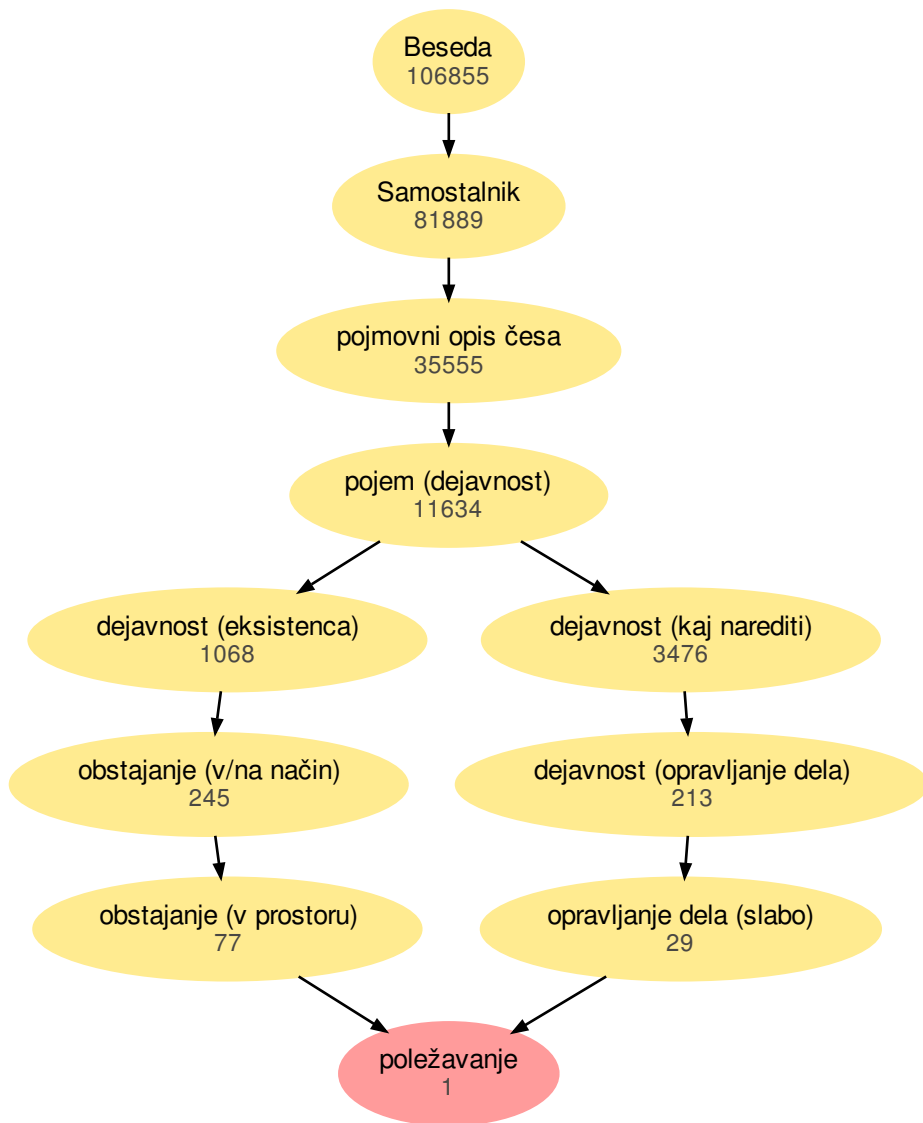 Beseda
106855
Samostalnik
81889
pojmovni opis česa
35555
pojem (dejavnost)
11634
dejavnost (eksistenca)
1068
dejavnost (kaj narediti)
3476
obstajanje (v/na način)
245
dejavnost (opravljanje dela)
213
obstajanje (v prostoru)
77
opravljanje dela (slabo)
29
poležavanje
1